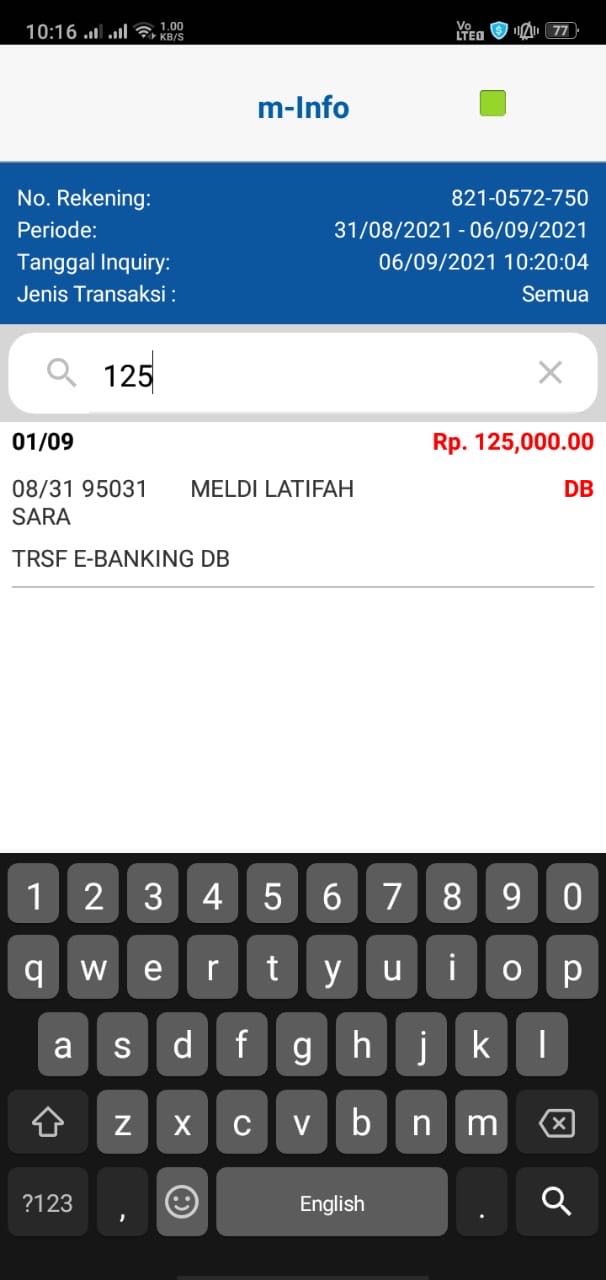 10:16 1.00 KB/S Vo LTE 77
m-Info
No. Rekening: 821-0572-750
Periode: 31/08/2021 - 06/09/2021
Tanggal Inquiry: 06/09/2021 10:20:04
Jenis Transaksi : Semua
125
01/09 Rp. 125,000.00
08/31 95031 MELDI LATIFAH DB
SARA
TRSF E-BANKING DB
1 2 3 4 5 6 7 8 9 0
q w e r t y u i o p
a s d f g h j k l
z x c v b n m
?123 , English .